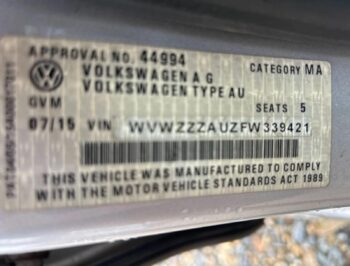 APPROVAL NO. 44994
CATEGORY MA
VOLKSWAGEN A G
VOLKSWAGEN TYPE AU
GVM
SEATS 5
07/15 VIN WVWZZZAUZFW339421
THIS VEHICLE WAS MANUFACTURED TO COMPLY
WITH THE MOTOR VEHICLE STANDARDS ACT 1989